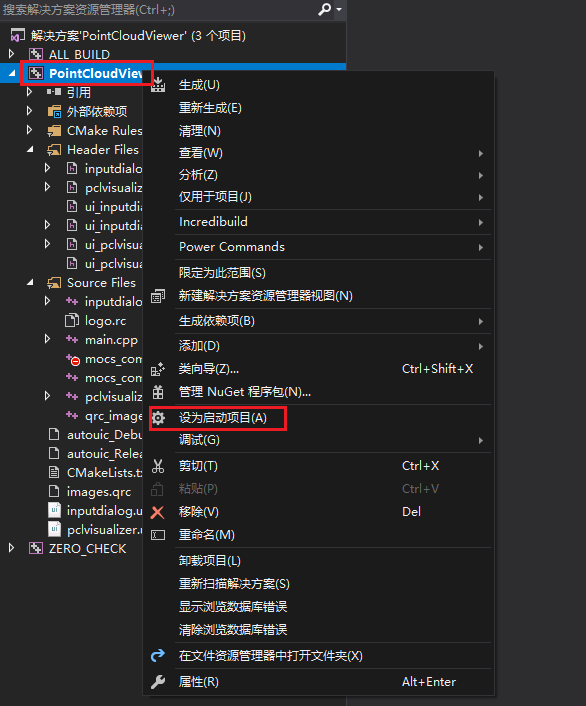 搜索解决方案资源管理器(Ctrl+;)
解决方案'PointCloudViewer' (3 个项目)
ALL_BUILD
PointCloudView
引用
外部依赖项
CMake Rules
Header Files
inputdialo
pclvisualiz
ui_inputdi
ui_inputdia
ui_pclvisua
ui_pclvisua
Source Files
inputdialo
logo.rc
main.cpp
mocs_com
mocs_com
pclvisualiz
qrc_image
autouic_Debu
autouic_Relea
CMakeLists.tx
images.qrc
inputdialog.u
pclvisualizer.u
ZERO_CHECK
生成(U)
重新生成(E)
清理(N)
查看(W)
分析(Z)
仅用于项目(J)
Incredibuild
Power Commands
限定为此范围(S)
新建解决方案资源管理器视图(N)
生成依赖项(B)
添加(D)
类向导(Z)... Ctrl+Shift+X
管理 NuGet 程序包(N)...
设为启动项目(A)
调试(G)
剪切(T) Ctrl+X
粘贴(P) Ctrl+V
移除(V) Del
重命名(M)
卸载项目(L)
重新扫描解决方案(S)
显示浏览数据库错误
清除浏览数据库错误
在文件资源管理器中打开文件夹(X)
属性(R) Alt+Enter